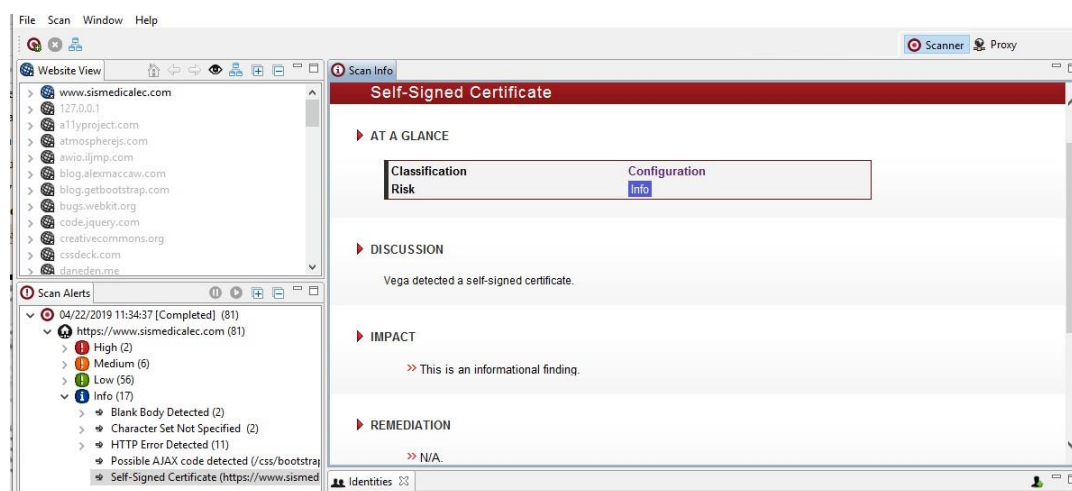 File Scan Window Help
Scanner Proxy
Website View
www.sismedicalec.com
127.0.0.1
a11yproject.com
atmospherejs.com
awio.iljmp.com
blog.alexmaccaw.com
blog.getbootstrap.com
bugs.webkit.org
code.jquery.com
creativecommons.org
cssdeck.com
daneden.me
Scan Alerts
04/22/2019 11:34:37 [Completed] (81)
https://www.sismedicalec.com (81)
High (2)
Medium (6)
Low (56)
Info (17)
Blank Body Detected (2)
Character Set Not Specified (2)
HTTP Error Detected (11)
Possible AJAX code detected (/css/bootstrap
Self-Signed Certificate (https://www.sismed
Scan Info
Self-Signed Certificate
AT A GLANCE
Classification Configuration
Risk Info
DISCUSSION
Vega detected a self-signed certificate.
IMPACT
>> This is an informational finding.
REMEDIATION
>> N/A.
Identities